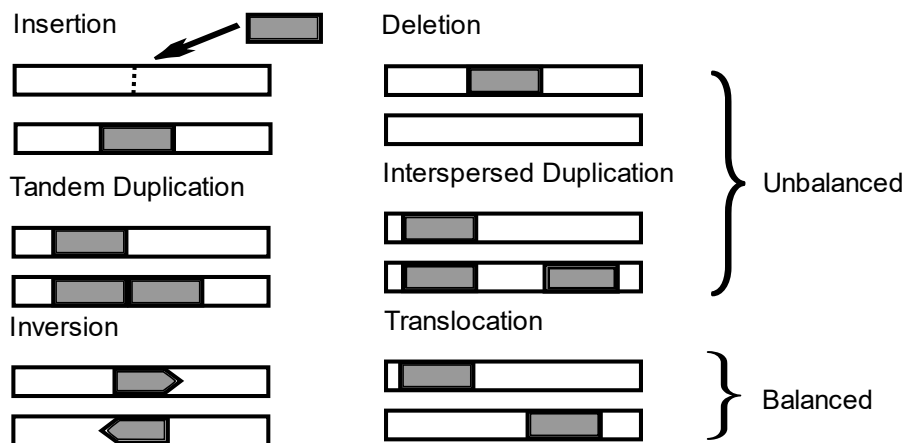 Insertion
Deletion
Tandem Duplication
Interspersed Duplication
Unbalanced
Inversion
Translocation
Balanced